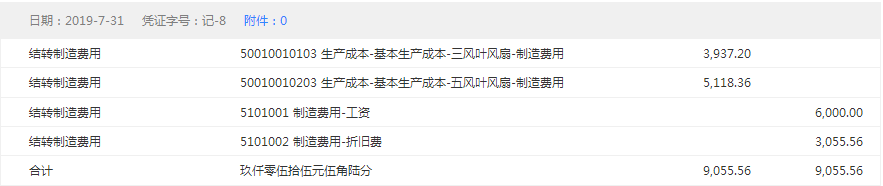 日期：2019-7-31 凭证字号：记-8 附件：0
结转制造费用 50010010103 生产成本-基本生产成本-三风叶风扇-制造费用 3,937.20
结转制造费用 50010010203 生产成本-基本生产成本-五风叶风扇-制造费用 5,118.36
结转制造费用 5101001 制造费用-工资 6,000.00
结转制造费用 5101002 制造费用-折旧费 3,055.56
合计 玖仟零伍拾伍元伍角陆分 9,055.56 9,055.56